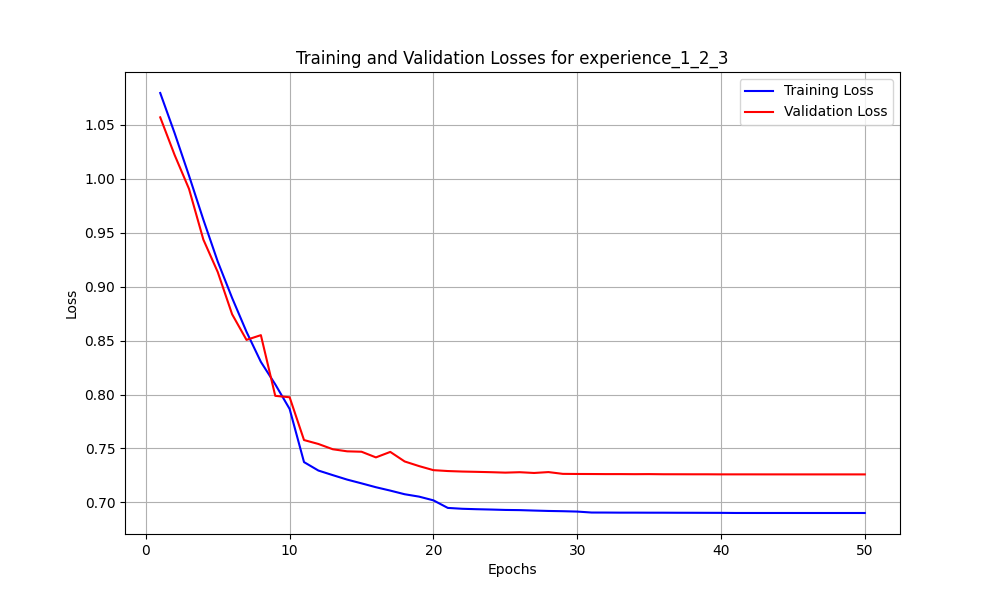 Training and Validation Losses for experience_1_2_3
Training Loss
Validation Loss
1.05
1.00
0.95
0.90
0.85
0.80
0.75
0.70
Loss
0 10 20 30 40 50
Epochs